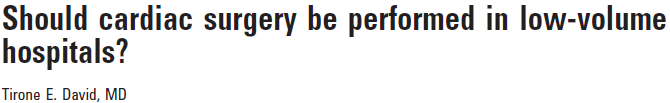 Should cardiac surgery be performed in low-volume
hospitals?
Tirone E. David, MD